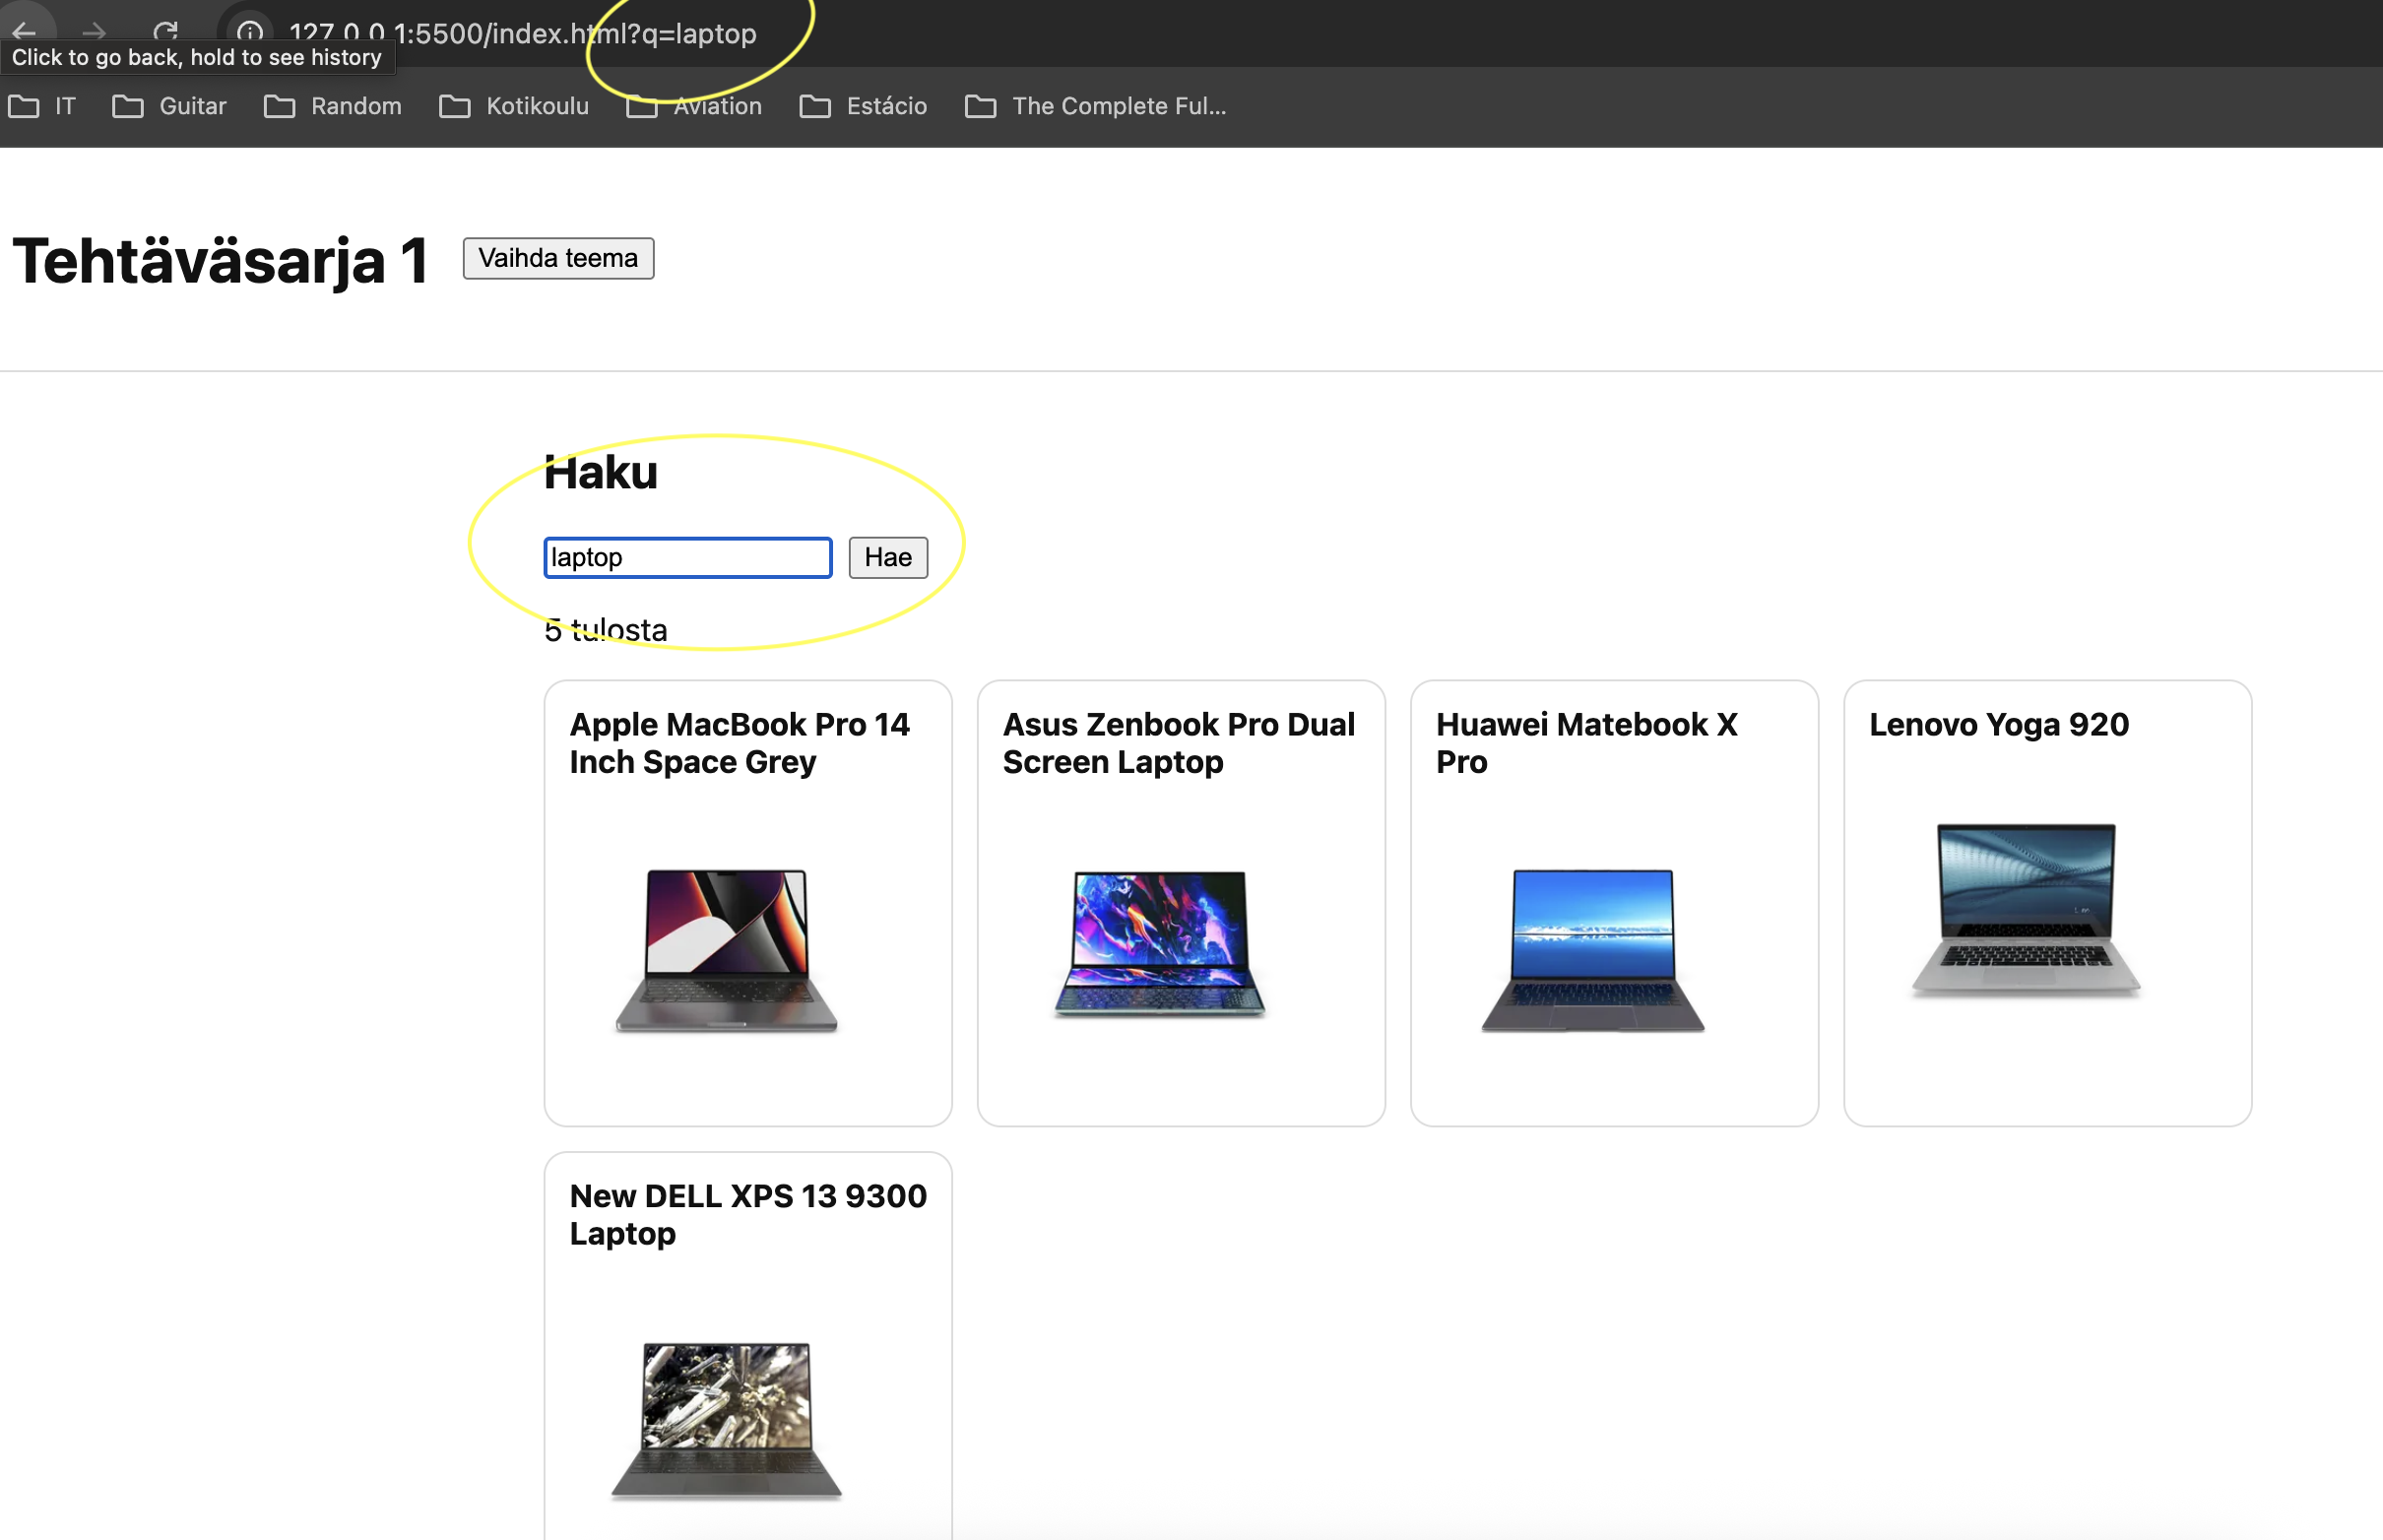 127.0.0.1:5500/index.html?q=laptop
Click to go back, hold to see history
IT Guitar Random Kotikoulu Aviation Estácio The Complete Ful...
Tehtäväsarja 1 Vaihda teema
Haku
laptop Hae
5 tulosta
Apple MacBook Pro 14
Inch Space Grey
Asus Zenbook Pro Dual
Screen Laptop
Huawei Matebook X
Pro
Lenovo Yoga 920
New DELL XPS 13 9300
Laptop